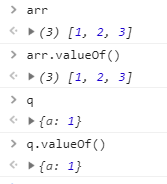 > arr
< ▶ (3) [1, 2, 3]
> arr.valueOf()
< ▶ (3) [1, 2, 3]
> q
< ▶ {a: 1}
> q.valueOf()
< ▶ {a: 1}